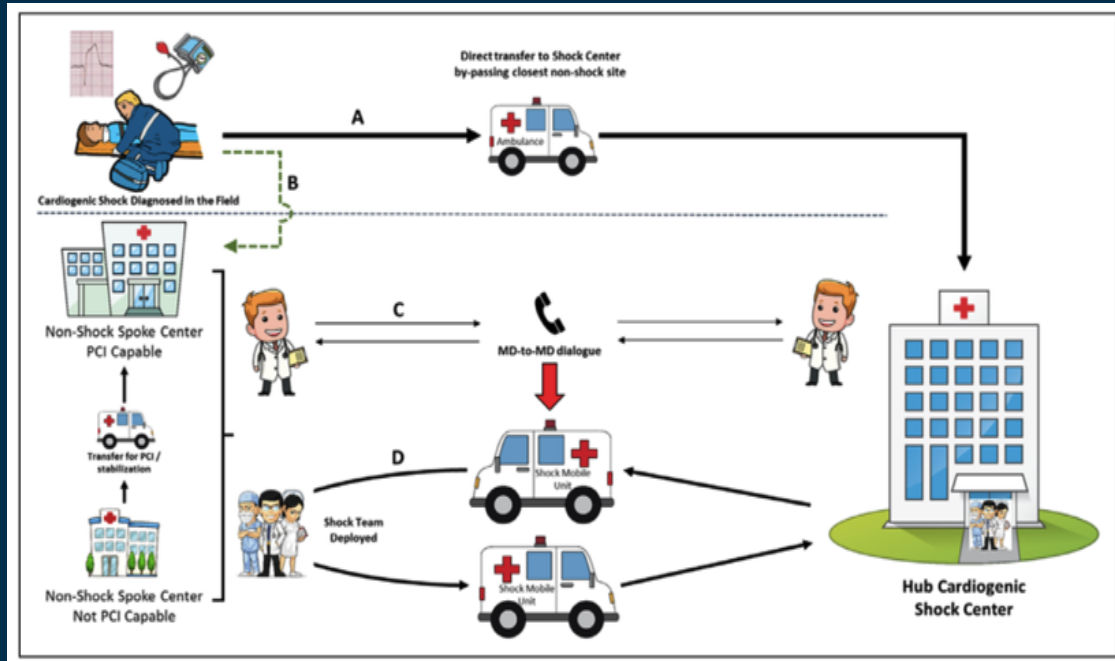 Direct transfer to Shock Center
by-passing closest non-shock site
A
Ambulance
B
Cardiogenic Shock Diagnosed in the Field
Non-Shock Spoke Center
PCI Capable
C
MD-to-MD dialogue
Transfer for PCI /
stabilization
D
Shock Mobile
Unit
Shock Team
Deployed
Shock Mobile
Unit
Non-Shock Spoke Center
Not PCI Capable
Hub Cardiogenic
Shock Center